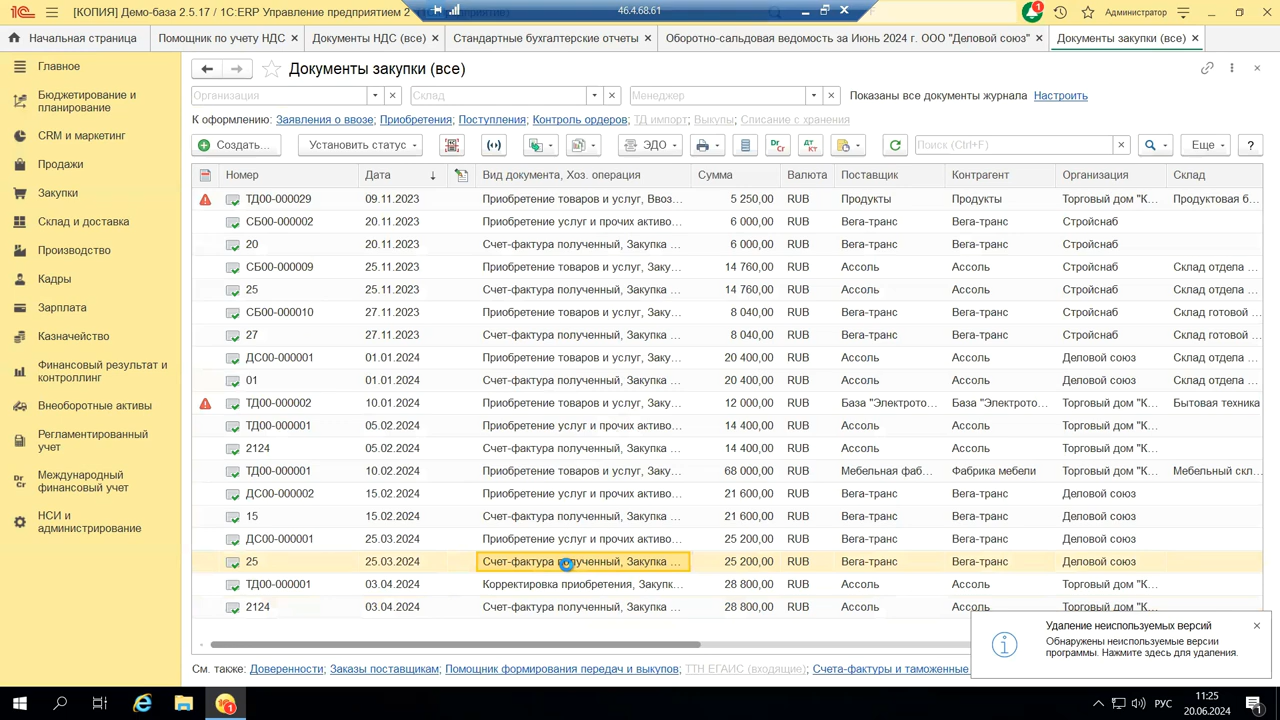 [КОПИЯ] Демо-база 2.5.17 / 1С:ERP Управление предприятием 2
46.4.68.61
Администратор
Начальная страница
Помощник по учету НДС
Документы НДС (все)
Стандартные бухгалтерские отчеты
Оборотно-сальдовая ведомость за Июнь 2024 г. ООО "Деловой союз"
Документы закупки (все)
Главное
Бюджетирование и планирование
CRM и маркетинг
Продажи
Закупки
Склад и доставка
Производство
Кадры
Зарплата
Казначейство
Финансовый результат и контроллинг
Внеоборотные активы
Регламентированный учет
Международный финансовый учет
НСИ и администрирование
Документы закупки (все)
Организация
Склад
Менеджер
Показаны все документы журнала Настроить
К оформлению: Заявления о ввозе; Приобретения; Поступления; Контроль ордеров; ТД импорт; Выкупы; Списание с хранения
Создать...
Установить статус
ЭДО
Поиск (Ctrl+F)
Еще
?
Номер Дата Вид документа, Хоз. операция Сумма Валюта Поставщик Контрагент Организация Склад
ТД00-000029 09.11.2023 Приобретение товаров и услуг, Ввоз... 5 250,00 RUB Продукты Продукты Торговый дом "К... Продуктовая б...
СБ00-000002 20.11.2023 Приобретение услуг и прочих активо... 6 000,00 RUB Вега-транс Вега-транс Стройснаб
20 20.11.2023 Счет-фактура полученный, Закупка ... 6 000,00 RUB Вега-транс Вега-транс Стройснаб
СБ00-000009 25.11.2023 Приобретение товаров и услуг, Заку... 14 760,00 RUB Ассоль Ассоль Стройснаб Склад отдела ...
25 25.11.2023 Счет-фактура полученный, Закупка ... 14 760,00 RUB Ассоль Ассоль Стройснаб Склад отдела ...
СБ00-000010 27.11.2023 Приобретение товаров и услуг, Заку... 8 040,00 RUB Вега-транс Вега-транс Стройснаб Склад готовой ...
27 27.11.2023 Счет-фактура полученный, Закупка ... 8 040,00 RUB Вега-транс Вега-транс Стройснаб Склад готовой ...
ДС00-000001 01.01.2024 Приобретение товаров и услуг, Заку... 20 400,00 RUB Ассоль Ассоль Деловой союз Склад отдела ...
01 01.01.2024 Счет-фактура полученный, Закупка ... 20 400,00 RUB Ассоль Ассоль Деловой союз Склад отдела ...
ТД00-000002 10.01.2024 Приобретение товаров и услуг, Заку... 12 000,00 RUB База "Электрото... База "Электрото... Торговый дом "К... Бытовая техника
ТД00-000001 05.02.2024 Приобретение услуг и прочих активо... 14 400,00 RUB Ассоль Ассоль Торговый дом "К...
2124 05.02.2024 Счет-фактура полученный, Закупка ... 14 400,00 RUB Ассоль Ассоль Торговый дом "К...
ТД00-000001 10.02.2024 Приобретение товаров и услуг, Заку... 68 000,00 RUB Мебельная фаб... Фабрика мебели Торговый дом "К... Мебельный скл...
ДС00-000002 15.02.2024 Приобретение услуг и прочих активо... 21 600,00 RUB Вега-транс Вега-транс Деловой союз
15 15.02.2024 Счет-фактура полученный, Закупка ... 21 600,00 RUB Вега-транс Вега-транс Деловой союз
ДС00-000001 25.03.2024 Приобретение услуг и прочих активо... 25 200,00 RUB Вега-транс Вега-транс Деловой союз
25 25.03.2024 Счет-фактура полученный, Закупка ... 25 200,00 RUB Вега-транс Вега-транс Деловой союз
ТД00-000001 03.04.2024 Корректировка приобретения, Закупк... 28 800,00 RUB Ассоль Ассоль Торговый дом "К...
2124 03.04.2024 Счет-фактура полученный, Закупка ... 28 800,00 RUB Ассоль Ассоль Торговый дом "К...
Удаление неиспользуемых версий
Обнаружены неиспользуемые версии
программы. Нажмите здесь для удаления.
См. также: Доверенности; Заказы поставщикам; Помощник формирования передач и выкупов; ТТН ЕГАИС (входящие); Счета-фактуры и таможенные
РУС
11:25
20.06.2024